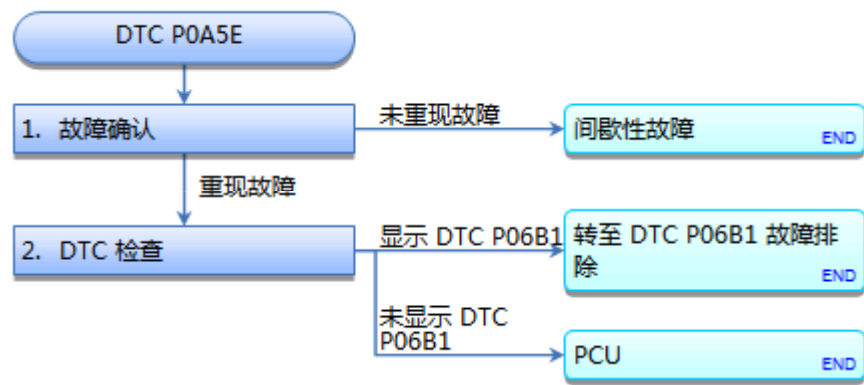 DTC P0A5E
1. 故障确认
未重现故障
间歇性故障
END
重现故障
2. DTC 检查
显示 DTC P06B1
转至 DTC P06B1 故障排
除
END
未显示 DTC
P06B1
PCU
END